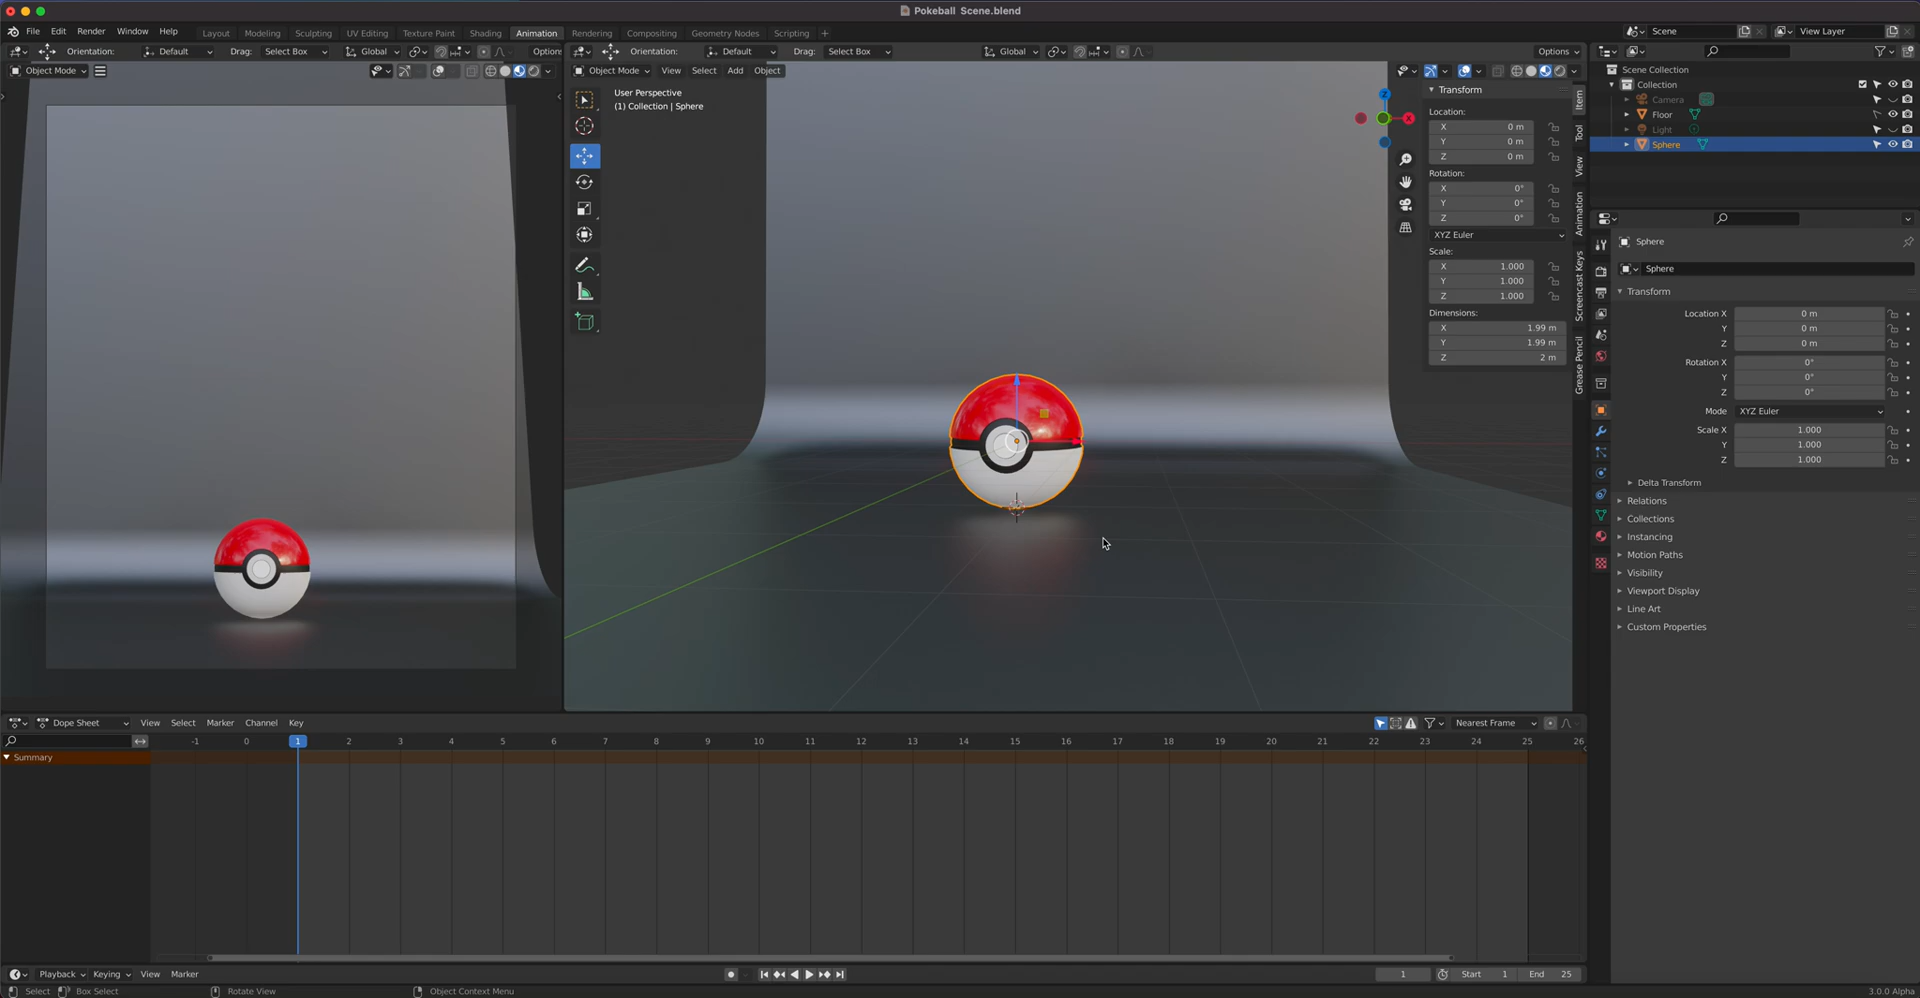 Pokeball Scene.blend
File Edit Render Window Help Layout Modeling Sculpting UV Editing Texture Paint Shading Animation Rendering Compositing Geometry Nodes Scripting +
Scene View Layer
Orientation: Default Drag: Select Box Global Options
Orientation: Default Drag: Select Box Global Options
Object Mode
Object Mode View Select Add Object
User Perspective
(1) Collection | Sphere
Z
X
Transform
Location:
X 0 m
Y 0 m
Z 0 m
Rotation:
X 0°
Y 0°
Z 0°
XYZ Euler
Scale:
X 1.000
Y 1.000
Z 1.000
Dimensions:
X 1.99 m
Y 1.99 m
Z 2 m
Item
Tool
View
Animation
Screencast Keys
Grease Pencil
Scene Collection
Collection
Camera
Floor
Light
Sphere
Sphere
Sphere
Transform
Location X 0 m
Y 0 m
Z 0 m
Rotation X 0°
Y 0°
Z 0°
Mode XYZ Euler
Scale X 1.000
Y 1.000
Z 1.000
Delta Transform
Relations
Collections
Instancing
Motion Paths
Visibility
Viewport Display
Line Art
Custom Properties
Dope Sheet View Select Marker Channel Key
Nearest Frame
-1 0 1 2 3 4 5 6 7 8 9 10 11 12 13 14 15 16 17 18 19 20 21 22 23 24 25 26
Summary
Playback Keying View Marker
1 Start 1 End 25
Select Box Select Rotate View Object Context Menu
3.0.0 Alpha